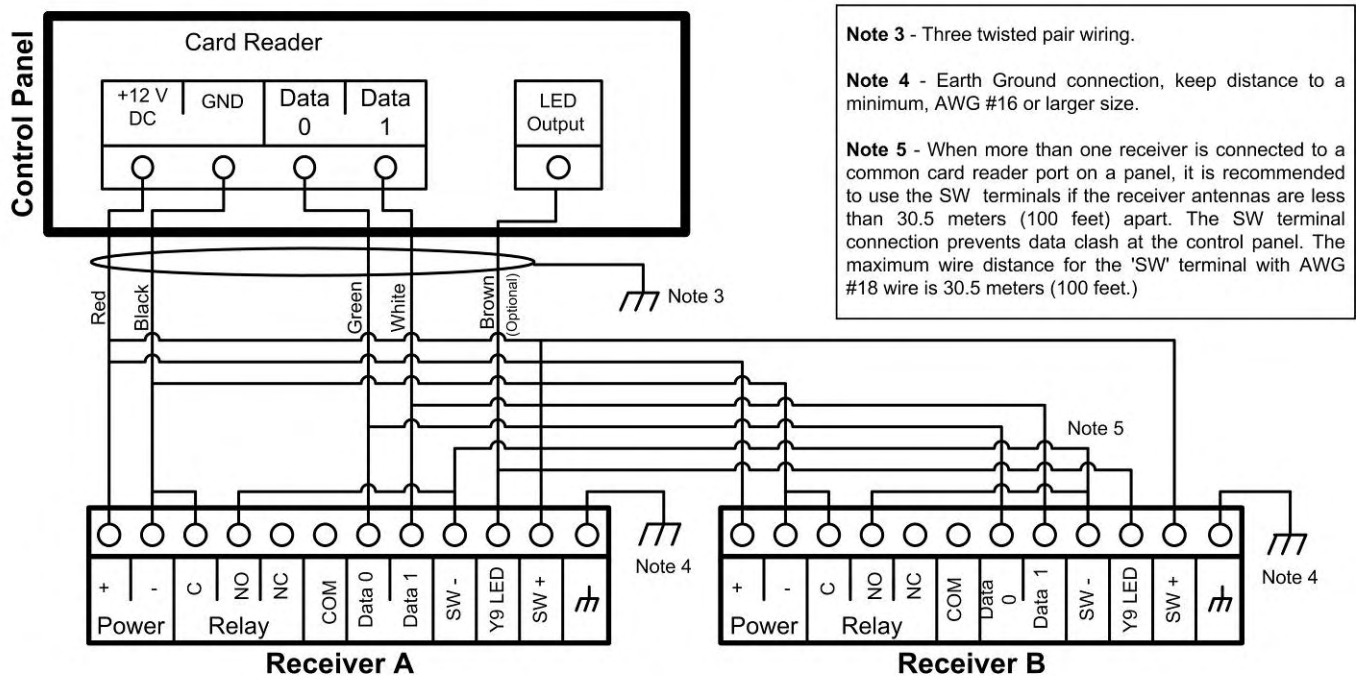 Control Panel
Card Reader
+12 V DC
GND
Data 0
Data 1
LED Output
Note 3 - Three twisted pair wiring.
Note 4 - Earth Ground connection, keep distance to a
minimum, AWG #16 or larger size.
Note 5 - When more than one receiver is connected to a
common card reader port on a panel, it is recommended
to use the SW terminals if the receiver antennas are less
than 30.5 meters (100 feet) apart. The SW terminal
connection prevents data clash at the control panel. The
maximum wire distance for the 'SW' terminal with AWG
#18 wire is 30.5 meters (100 feet.)
Red
Black
Green
White
Brown
(Optional)
Note 3
Note 5
Note 4
Note 4
+
-
C
NO
NC
COM
Data 0
Data 1
SW -
Y9 LED
SW +
Power
Relay
Receiver A
+
-
C
NO
NC
COM
Data 0
Data 1
SW -
Y9 LED
SW +
Power
Relay
Receiver B